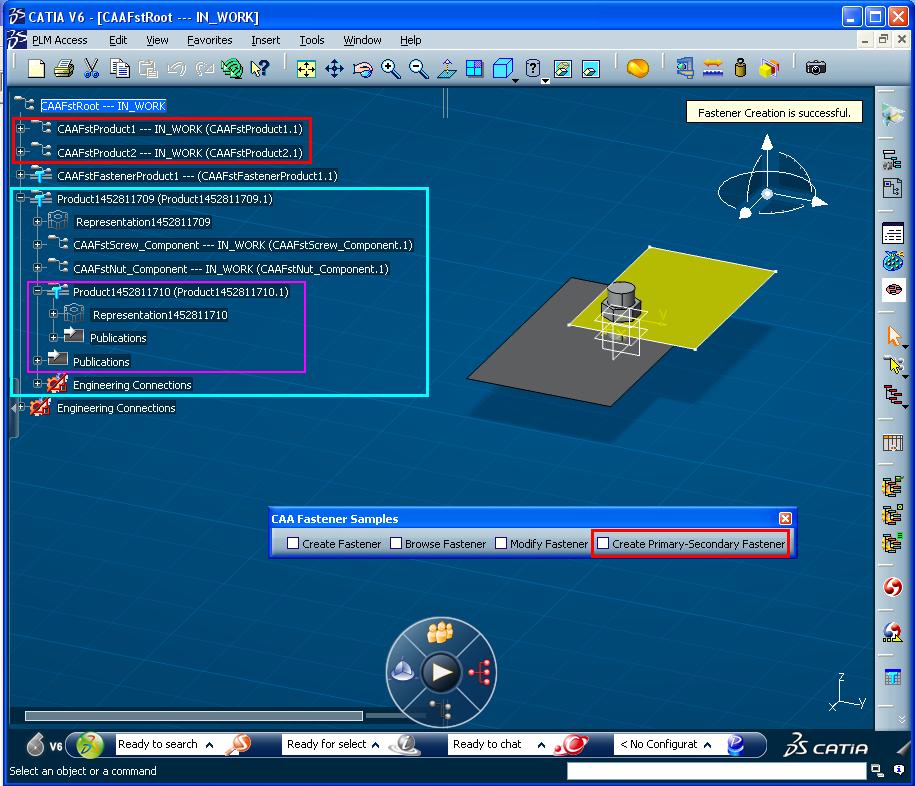 CATIA V6 - [CAAFstRoot --- IN_WORK]
PLM Access Edit View Favorites Insert Tools Window Help
CAAFstRoot --- IN_WORK
Fastener Creation is successful.
CAAFstProduct1 --- IN_WORK (CAAFstProduct1.1)
CAAFstProduct2 --- IN_WORK (CAAFstProduct2.1)
CAAFstFastenerProduct1 --- (CAAFstFastenerProduct1.1)
Product1452811709 (Product1452811709.1)
Representation1452811709
CAAFstScrew_Component --- IN_WORK (CAAFstScrew_Component.1)
CAAFstNut_Component --- IN_WORK (CAAFstNut_Component.1)
Product1452811710 (Product1452811710.1)
Representation1452811710
Publications
Publications
Engineering Connections
Engineering Connections
y
CAA Fastener Samples
Create Fastener Browse Fastener Modify Fastener Create Primary-Secondary Fastener
z
x y
V6 Ready to search Ready for select Ready to chat < No Configurat CATIA
Select an object or a command